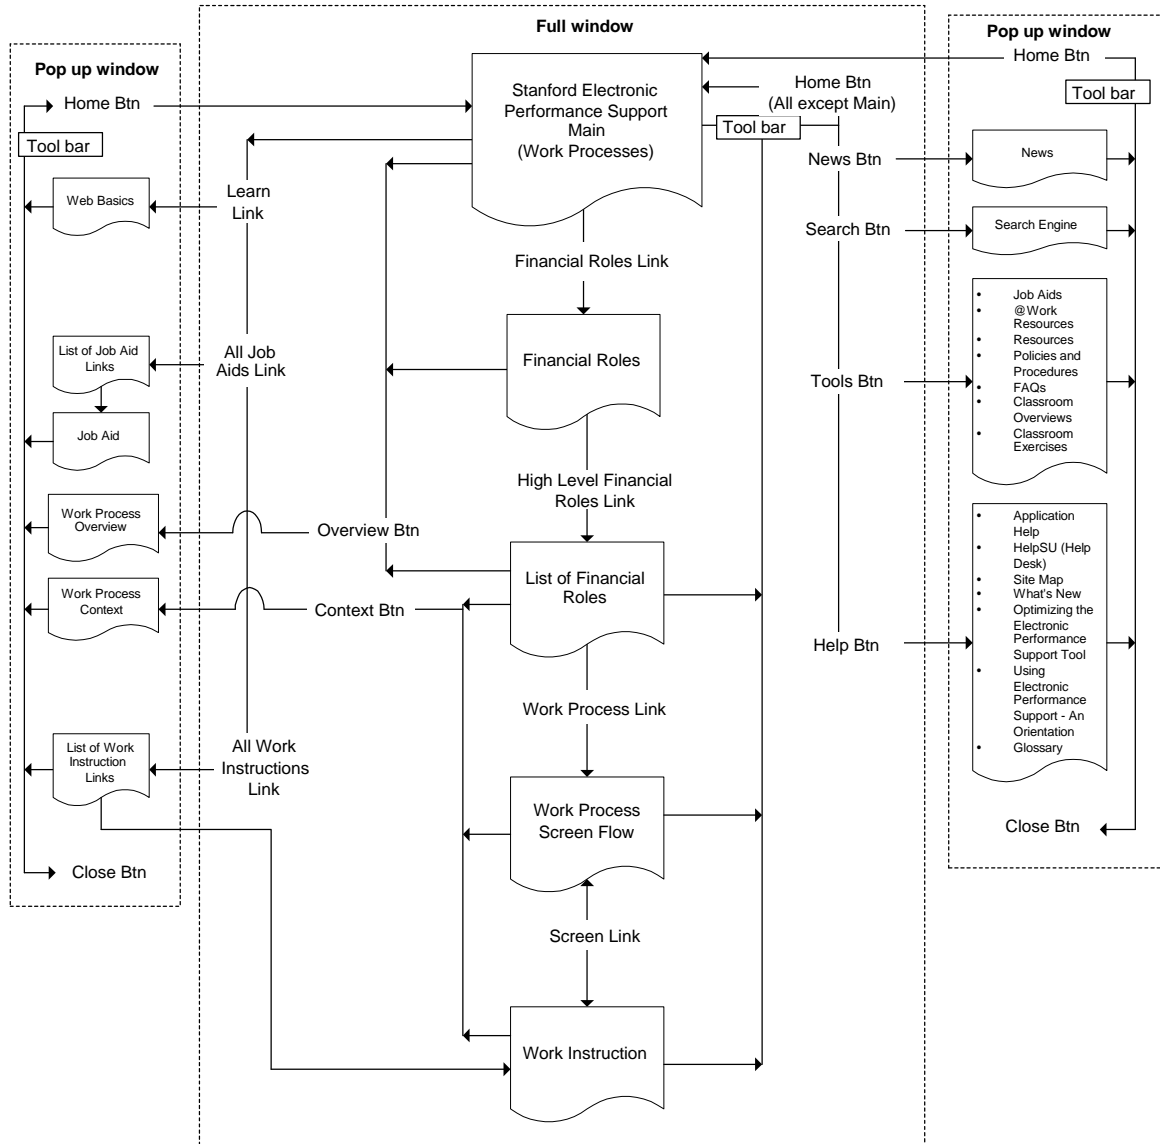 Full window
Pop up window
Home Btn
Tool bar
Web Basics
List of Job Aid
Links
Job Aid
Work Process
Overview
Work Process
Context
List of Work
Instruction
Links
Close Btn
Learn
Link
All Job
Aids Link
Overview Btn
Context Btn
All Work
Instructions
Link
Stanford Electronic
Performance Support
Main
(Work Processes)
Financial Roles Link
Financial Roles
High Level Financial
Roles Link
List of Financial
Roles
Work Process Link
Work Process
Screen Flow
Screen Link
Work Instruction
Home Btn
(All except Main)
Tool bar
News Btn
Search Btn
Tools Btn
Help Btn
Pop up window
Home Btn
Tool bar
News
Search Engine
• Job Aids
• @Work
Resources
• Resources
• Policies and
Procedures
• FAQs
• Classroom
Overviews
• Classroom
Exercises
• Application
Help
• HelpSU (Help
Desk)
• Site Map
• What's New
• Optimizing the
Electronic
Performance
Support Tool
• Using
Electronic
Performance
Support - An
Orientation
• Glossary
Close Btn